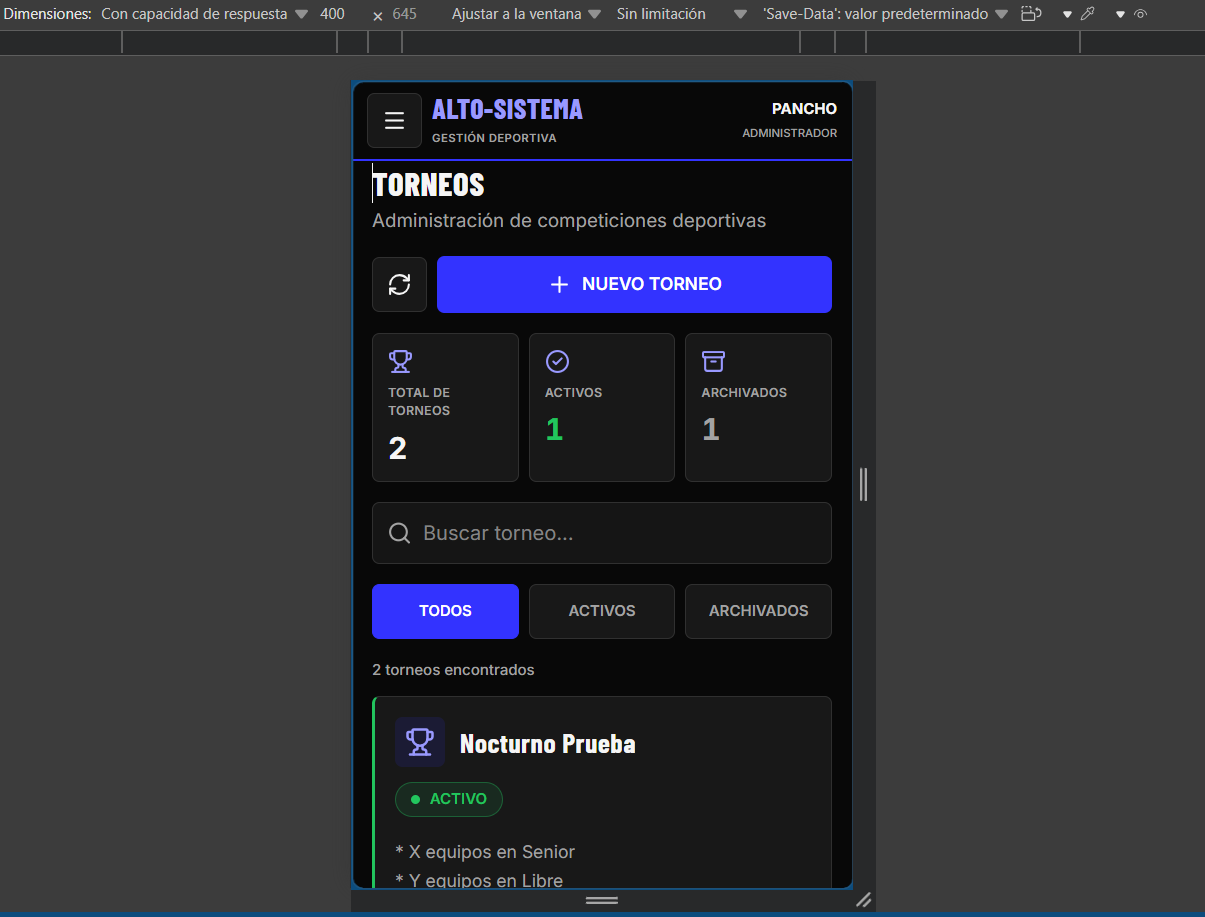 Dimensiones: Con capacidad de respuesta 400 × 645 Ajustar a la ventana Sin limitación 'Save-Data': valor predeterminado
ALTO-SISTEMA
GESTIÓN DEPORTIVA
PANCHO
ADMINISTRADOR
TORNEOS
Administración de competiciones deportivas
NUEVO TORNEO
TOTAL DE
TORNEOS
2
ACTIVOS
1
ARCHIVADOS
1
Buscar torneo...
TODOS ACTIVOS ARCHIVADOS
2 torneos encontrados
Nocturno Prueba
ACTIVO
* X equipos en Senior
* Y equipos en Libre